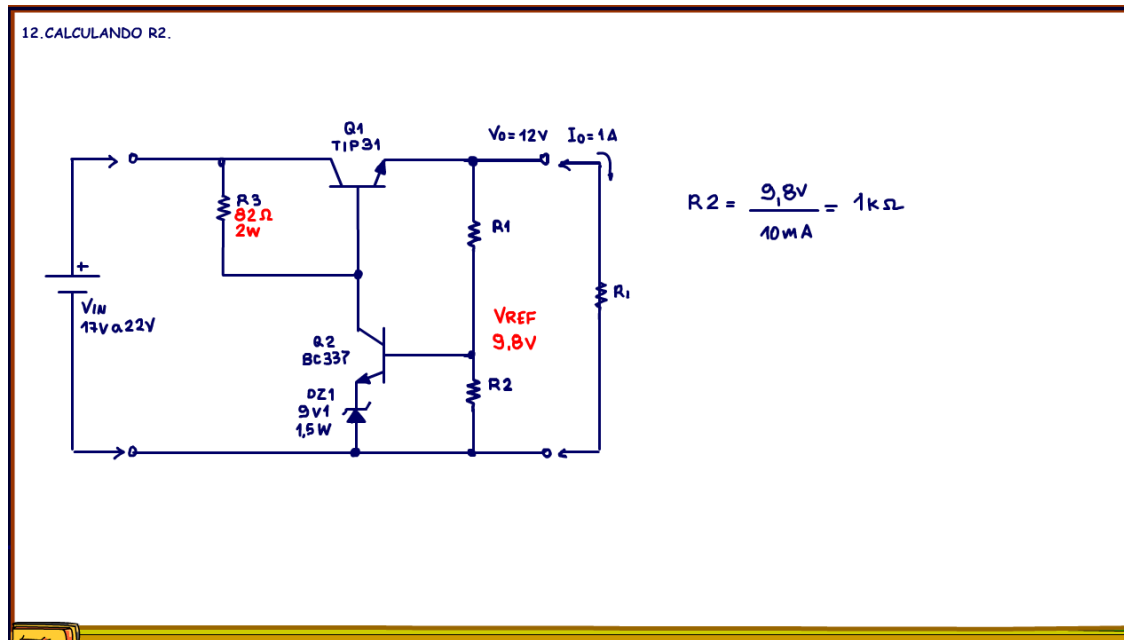 12.CALCULANDO R2.
Q1
TIP31
Vo=12V Io=1A
R3
82Ω
2W
R1
R2 = 9,8V / 10mA = 1kΩ
+
VIN
17V a 22V
Rl
VREF
9,8V
Q2
BC337
R2
DZ1
9V1
1,5W